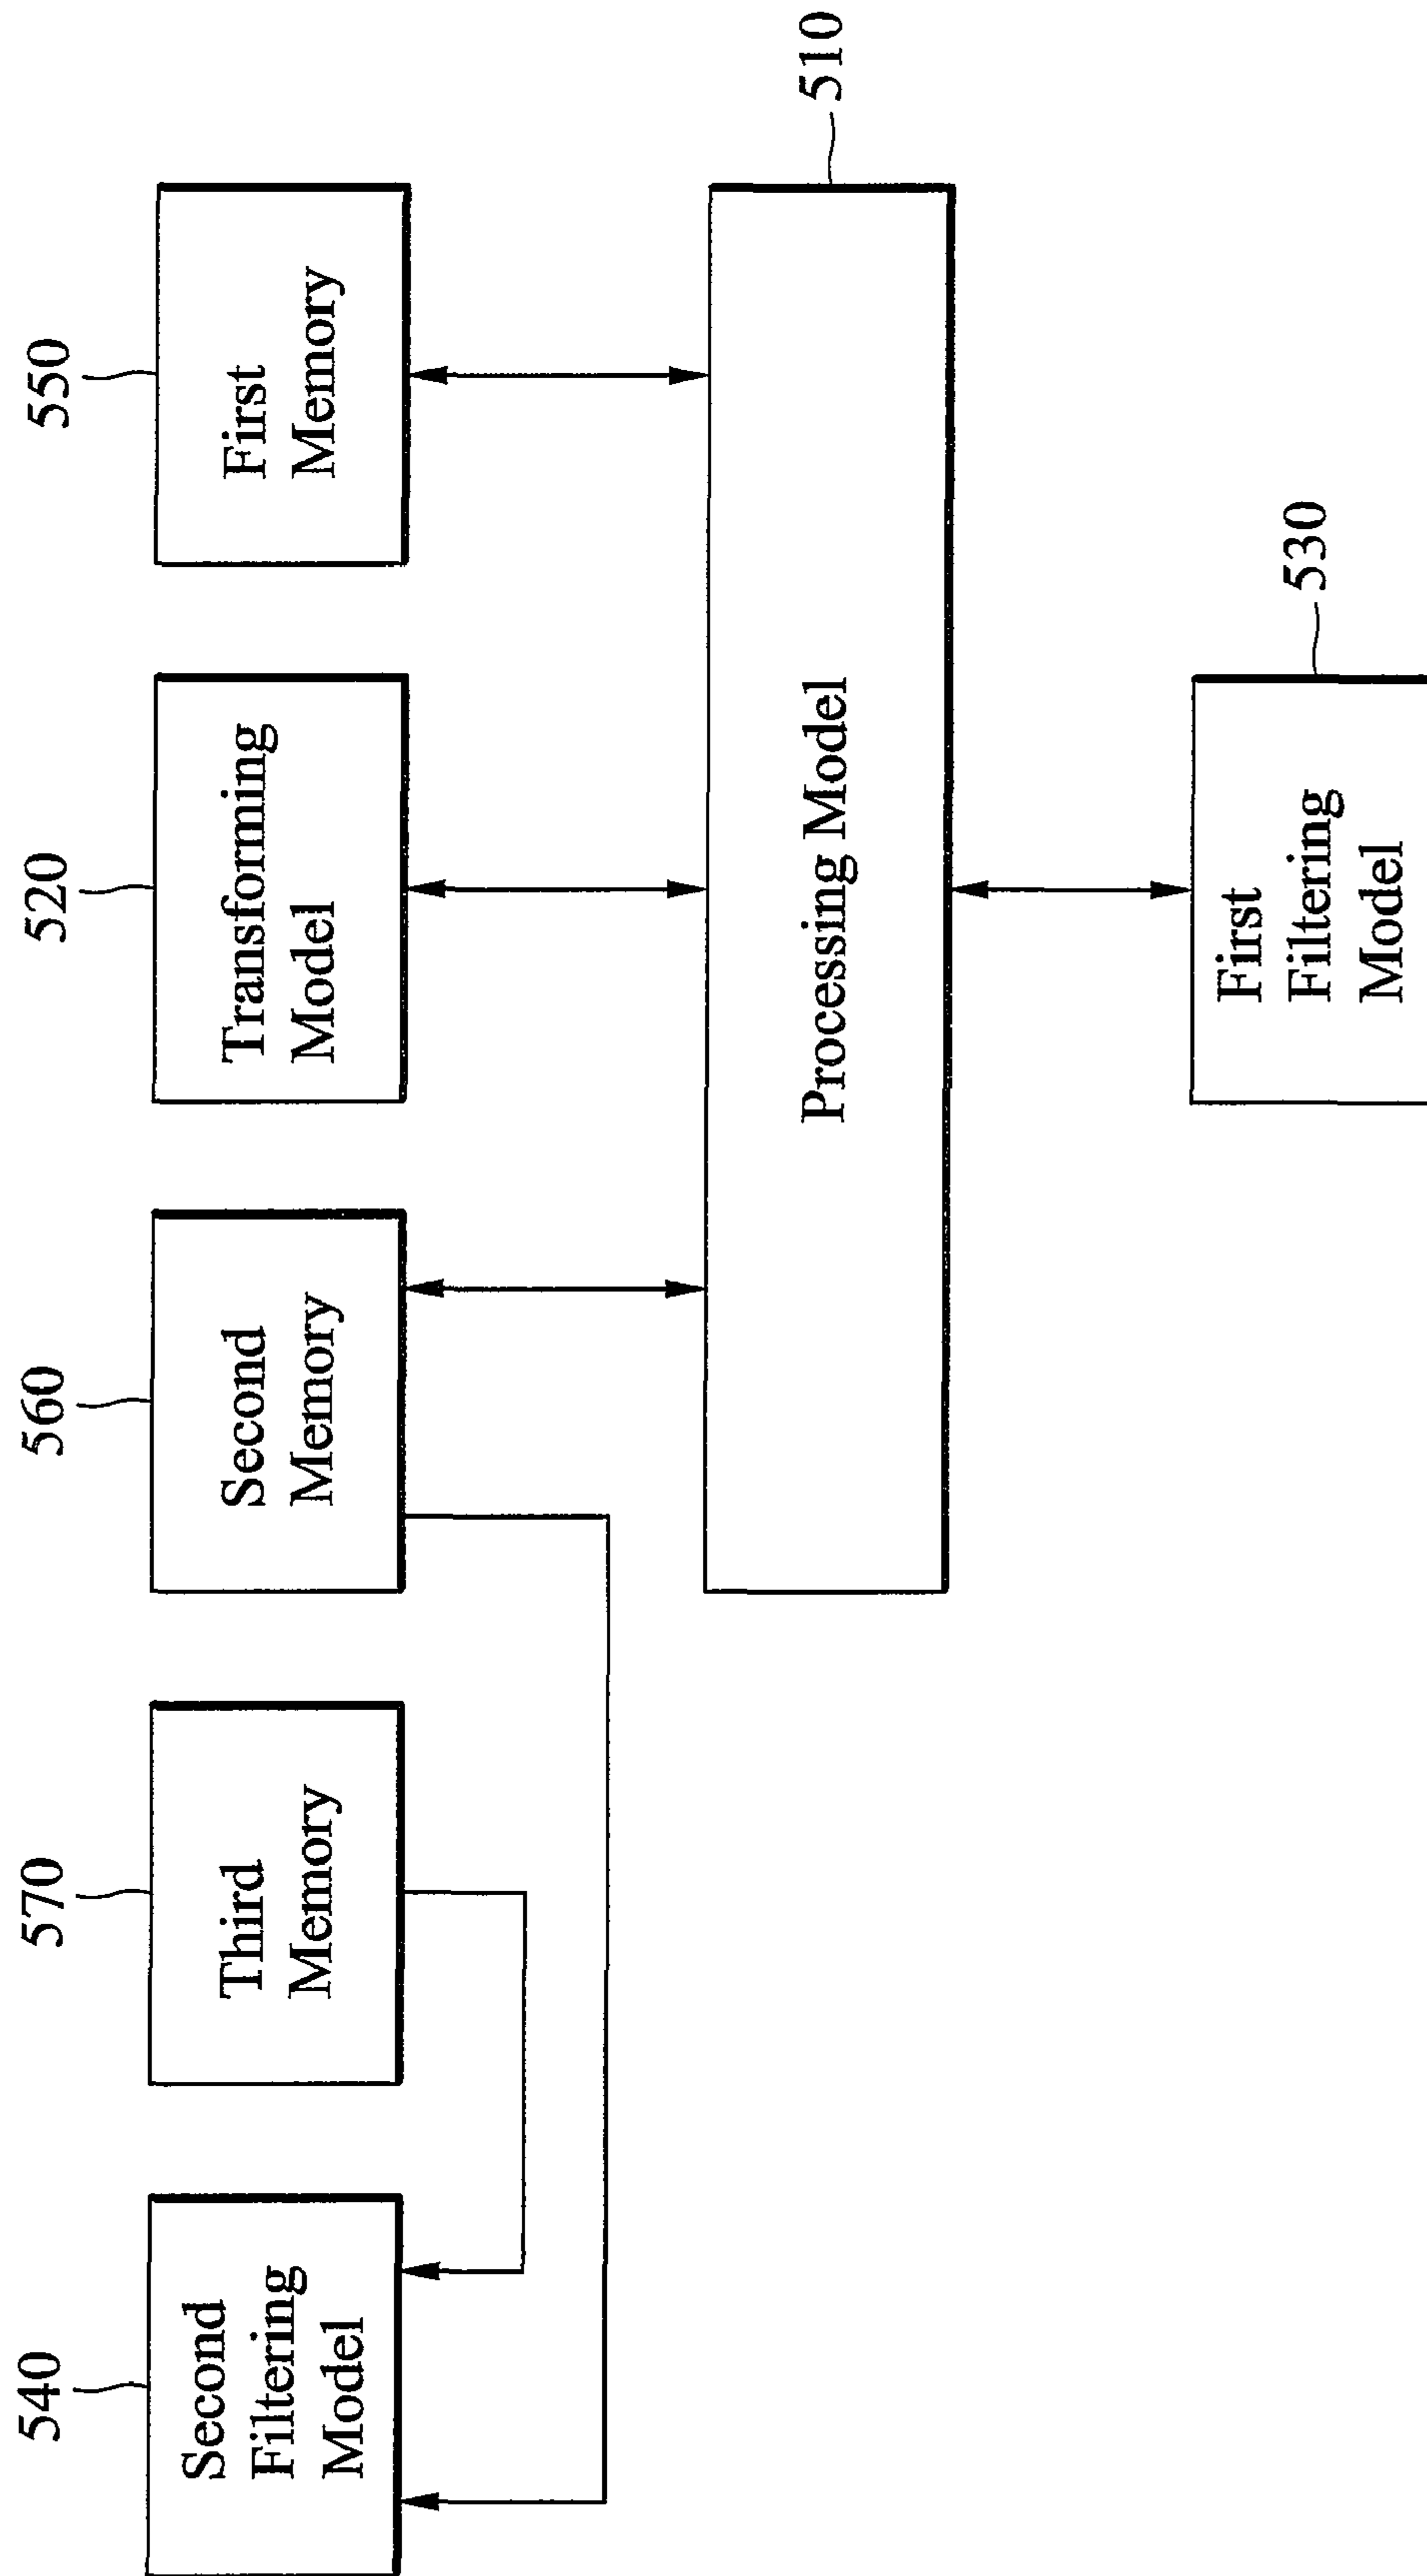 540
Second
Filtering
Model
570
Third
Memory
560
Second
Memory
520
Transforming
Model
550
First
Memory
Processing Model
510
First
Filtering
Model
530